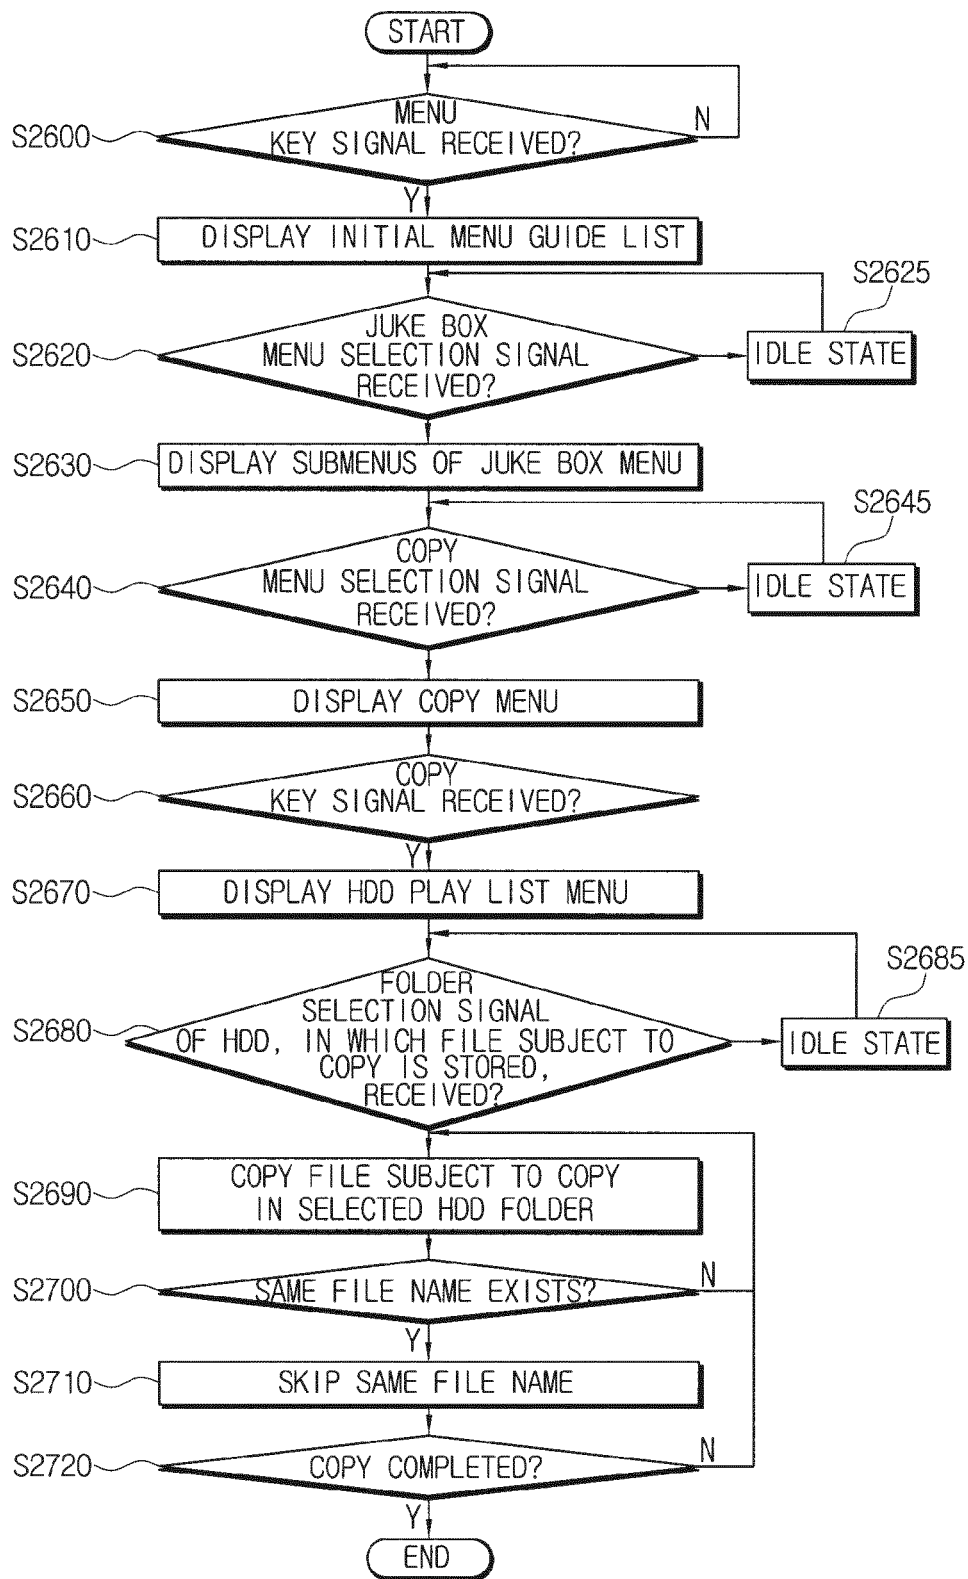 START
MENU
KEY SIGNAL RECEIVED?
N
S2600
Y
S2610
DISPLAY INITIAL MENU GUIDE LIST
S2625
JUKE BOX
MENU SELECTION SIGNAL
RECEIVED?
S2620
IDLE STATE
S2630
DISPLAY SUBMENUS OF JUKE BOX MENU
S2645
COPY
MENU SELECTION SIGNAL
RECEIVED?
S2640
IDLE STATE
S2650
DISPLAY COPY MENU
COPY
KEY SIGNAL RECEIVED?
S2660
Y
S2670
DISPLAY HDD PLAY LIST MENU
S2685
FOLDER
SELECTION SIGNAL
OF HDD, IN WHICH FILE SUBJECT TO
COPY IS STORED,
RECEIVED?
S2680
IDLE STATE
S2690
COPY FILE SUBJECT TO COPY
IN SELECTED HDD FOLDER
S2700
SAME FILE NAME EXISTS?
N
Y
S2710
SKIP SAME FILE NAME
S2720
COPY COMPLETED?
N
Y
END